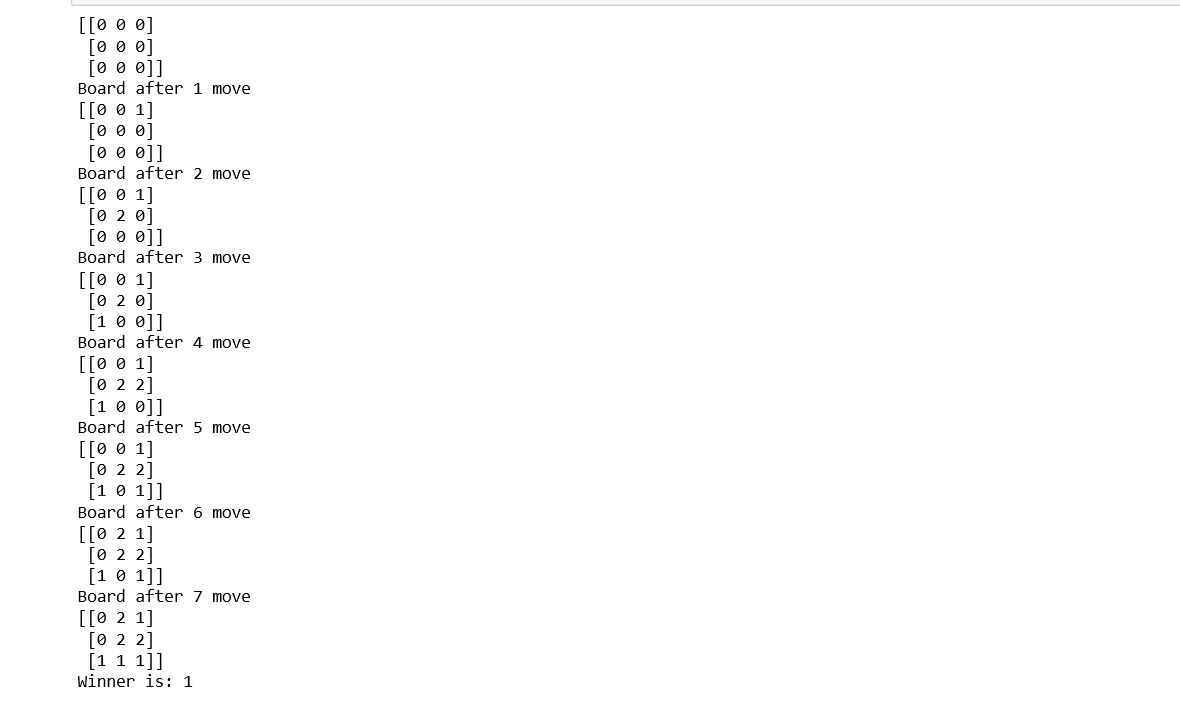 [[0 0 0]
 [0 0 0]
 [0 0 0]]
Board after 1 move
[[0 0 1]
 [0 0 0]
 [0 0 0]]
Board after 2 move
[[0 0 1]
 [0 2 0]
 [0 0 0]]
Board after 3 move
[[0 0 1]
 [0 2 0]
 [1 0 0]]
Board after 4 move
[[0 0 1]
 [0 2 2]
 [1 0 0]]
Board after 5 move
[[0 0 1]
 [0 2 2]
 [1 0 1]]
Board after 6 move
[[0 2 1]
 [0 2 2]
 [1 0 1]]
Board after 7 move
[[0 2 1]
 [0 2 2]
 [1 1 1]]
Winner is: 1